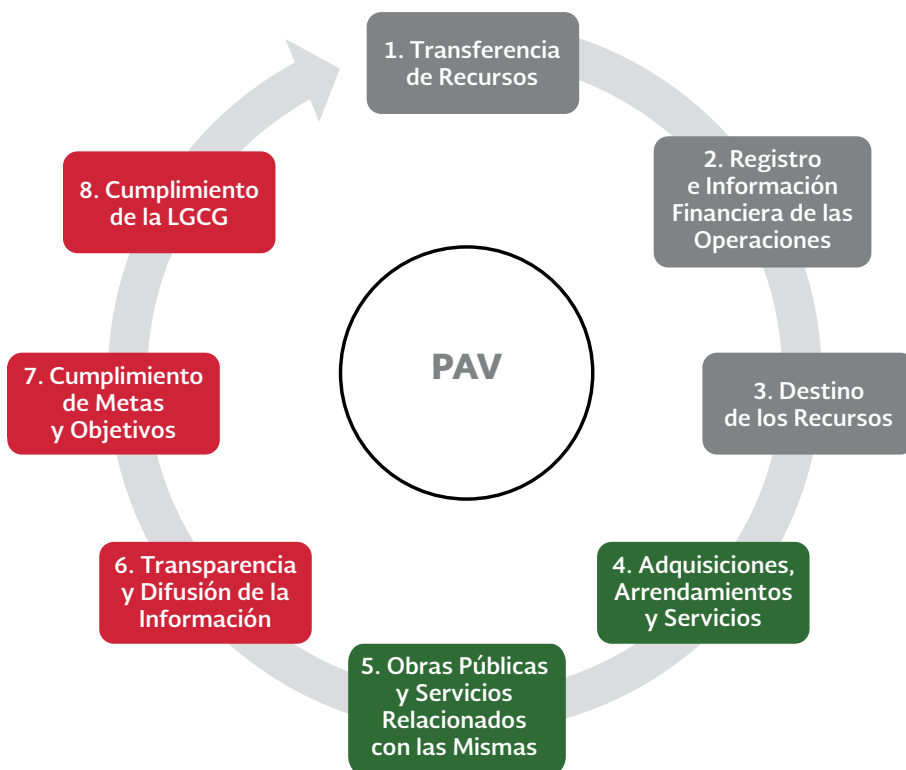 1. Transferencia
de Recursos
2. Registro
e Información
Financiera de las
Operaciones
3. Destino
de los Recursos
4. Adquisiciones,
Arrendamientos
y Servicios
5. Obras Públicas
y Servicios
Relacionados
con las Mismas
6. Transparencia
y Difusión de la
Información
7. Cumplimiento
de Metas
y Objetivos
8. Cumplimiento
de la LGCG
PAV